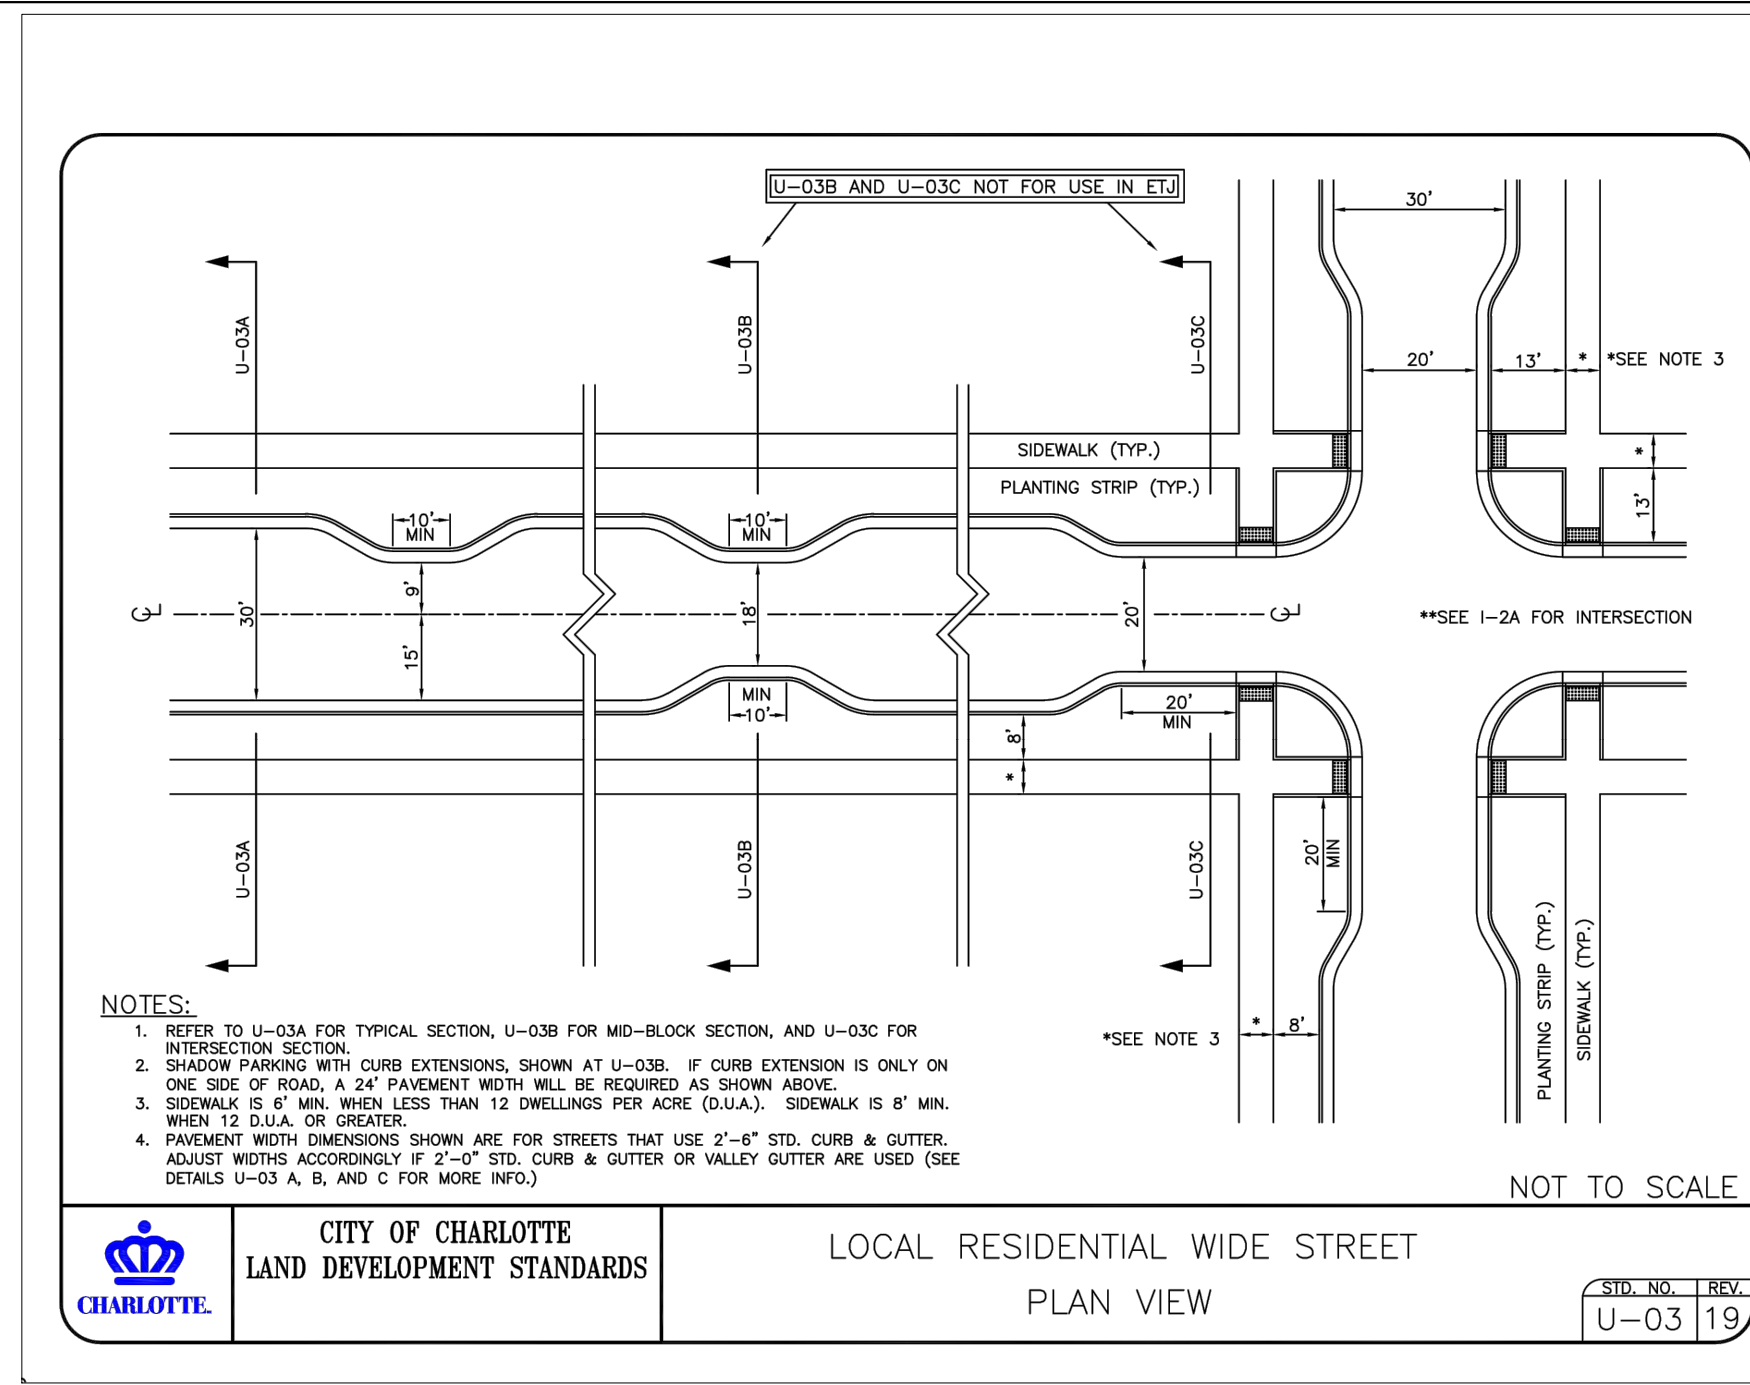 U-03B AND U-03C NOT FOR USE IN ETJ
30'
U-03A
U-03B
U-03C
20'
13'
*
*SEE NOTE 3
SIDEWALK (TYP.)
*
PLANTING STRIP (TYP.)
13'
10'
MIN
10'
MIN
9'
30'
18'
20'
℄
℄
**SEE I-2A FOR INTERSECTION
15'
MIN
10'
20'
MIN
8'
*
U-03A
U-03B
U-03C
20'
MIN
PLANTING STRIP (TYP.)
SIDEWALK (TYP.)
*SEE NOTE 3
*
8'
NOTES:
1. REFER TO U-03A FOR TYPICAL SECTION, U-03B FOR MID-BLOCK SECTION, AND U-03C FOR
INTERSECTION SECTION.
2. SHADOW PARKING WITH CURB EXTENSIONS, SHOWN AT U-03B. IF CURB EXTENSION IS ONLY ON
ONE SIDE OF ROAD, A 24' PAVEMENT WIDTH WILL BE REQUIRED AS SHOWN ABOVE.
3. SIDEWALK IS 6' MIN. WHEN LESS THAN 12 DWELLINGS PER ACRE (D.U.A.). SIDEWALK IS 8' MIN.
WHEN 12 D.U.A. OR GREATER.
4. PAVEMENT WIDTH DIMENSIONS SHOWN ARE FOR STREETS THAT USE 2'-6" STD. CURB & GUTTER.
ADJUST WIDTHS ACCORDINGLY IF 2'-0" STD. CURB & GUTTER OR VALLEY GUTTER ARE USED (SEE
DETAILS U-03 A, B, AND C FOR MORE INFO.)
NOT TO SCALE
CHARLOTTE.
CITY OF CHARLOTTE
LAND DEVELOPMENT STANDARDS
LOCAL RESIDENTIAL WIDE STREET
PLAN VIEW
STD. NO.
REV.
U-03
19